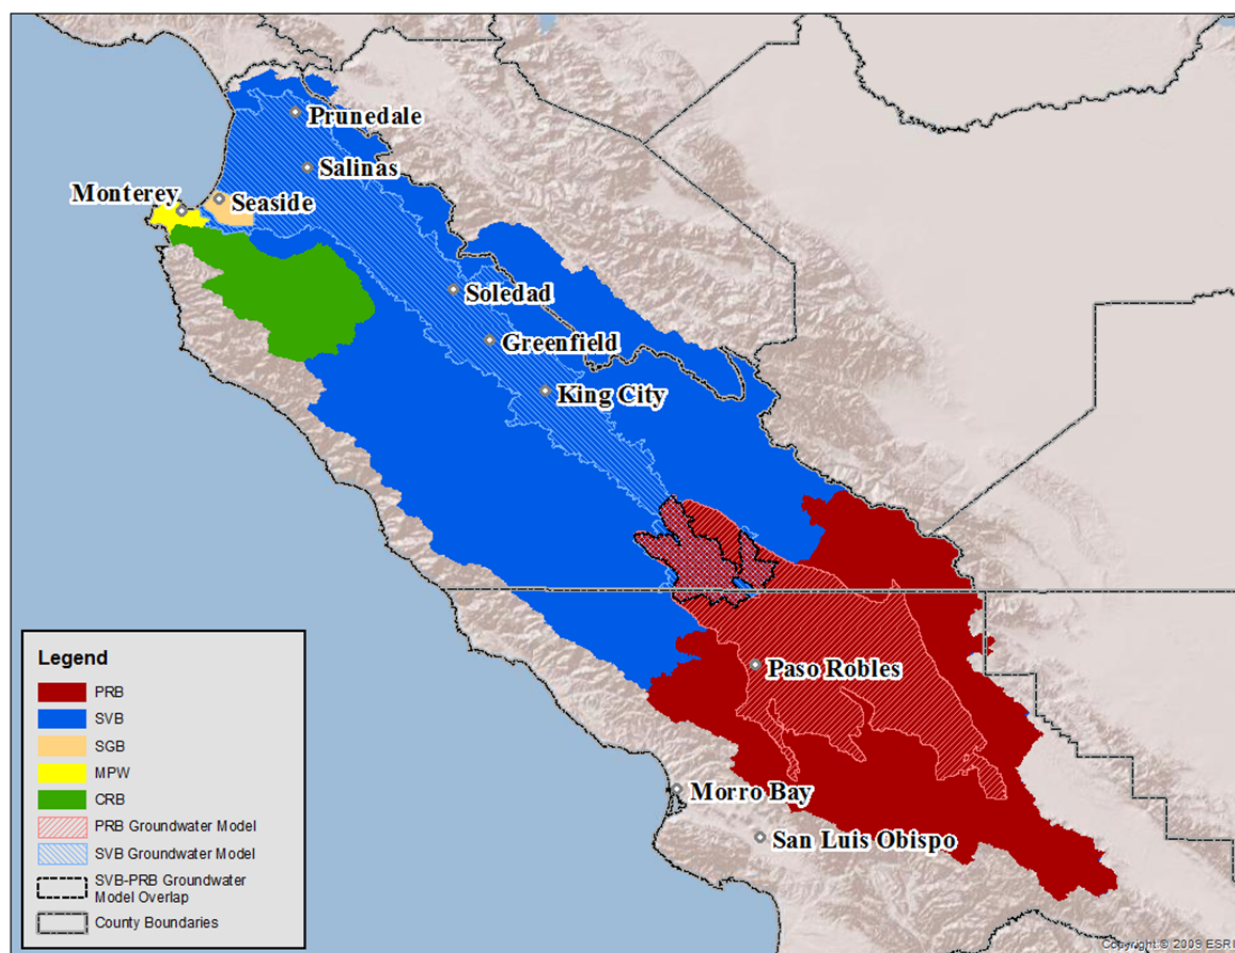 Prunedale
Salinas
Monterey
Seaside
Soledad
Greenfield
King City
Paso Robles
Morro Bay
San Luis Obispo
Legend
PRB
SVB
SGB
MPW
CRB
PRB Groundwater Model
SVB Groundwater Model
SVB-PRB Groundwater
Model Overlap
County Boundaries
Copyright:© 2009 ESRI